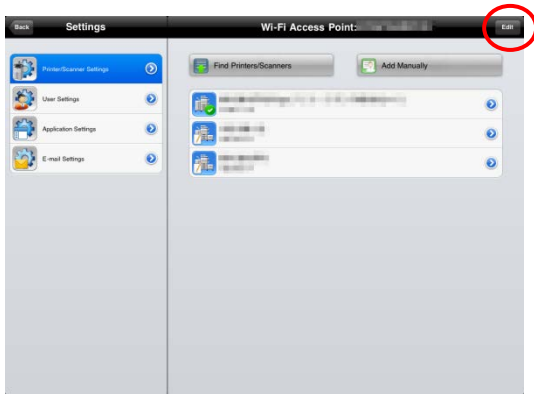 Back
Settings
Wi-Fi Access Point:
Edit
Printer/Scanner Settings
User Settings
Application Settings
E-mail Settings
Find Printers/Scanners
Add Manually